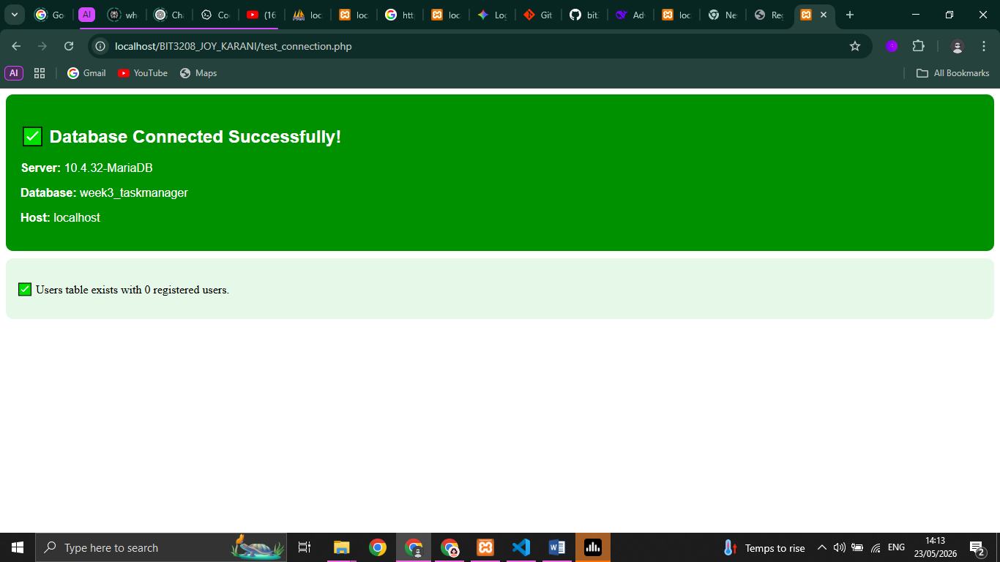 Go
AI
wh
Ch
Co
(16
loc
loc
htt
loc
Log
Git
bit
Ad
loc
Ne
Reg
localhost/BIT3208_JOY_KARANI/test_connection.php
AI
Gmail
YouTube
Maps
All Bookmarks
Database Connected Successfully!
Server: 10.4.32-MariaDB
Database: week3_taskmanager
Host: localhost
Users table exists with 0 registered users.
Type here to search
Temps to rise
ENG
14:13
23/05/2026
2